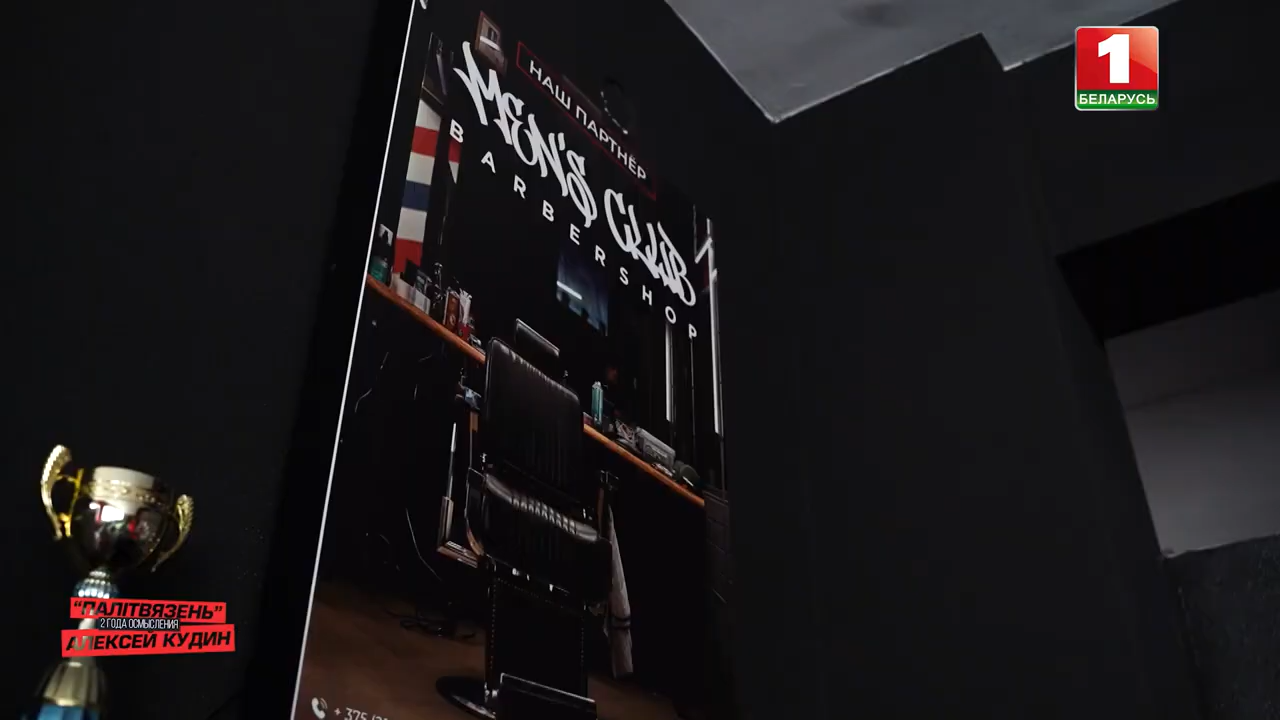 НАШ ПАРТНЁР
MEN'S CLUB
BARBERSHOP
1
БЕЛАРУСЬ
"ПАЛІТВЯЗЕНЬ"
2 ГОДА ОСМЫСЛЕНИЯ
АЛЕКСЕЙ КУДИН
+ 375